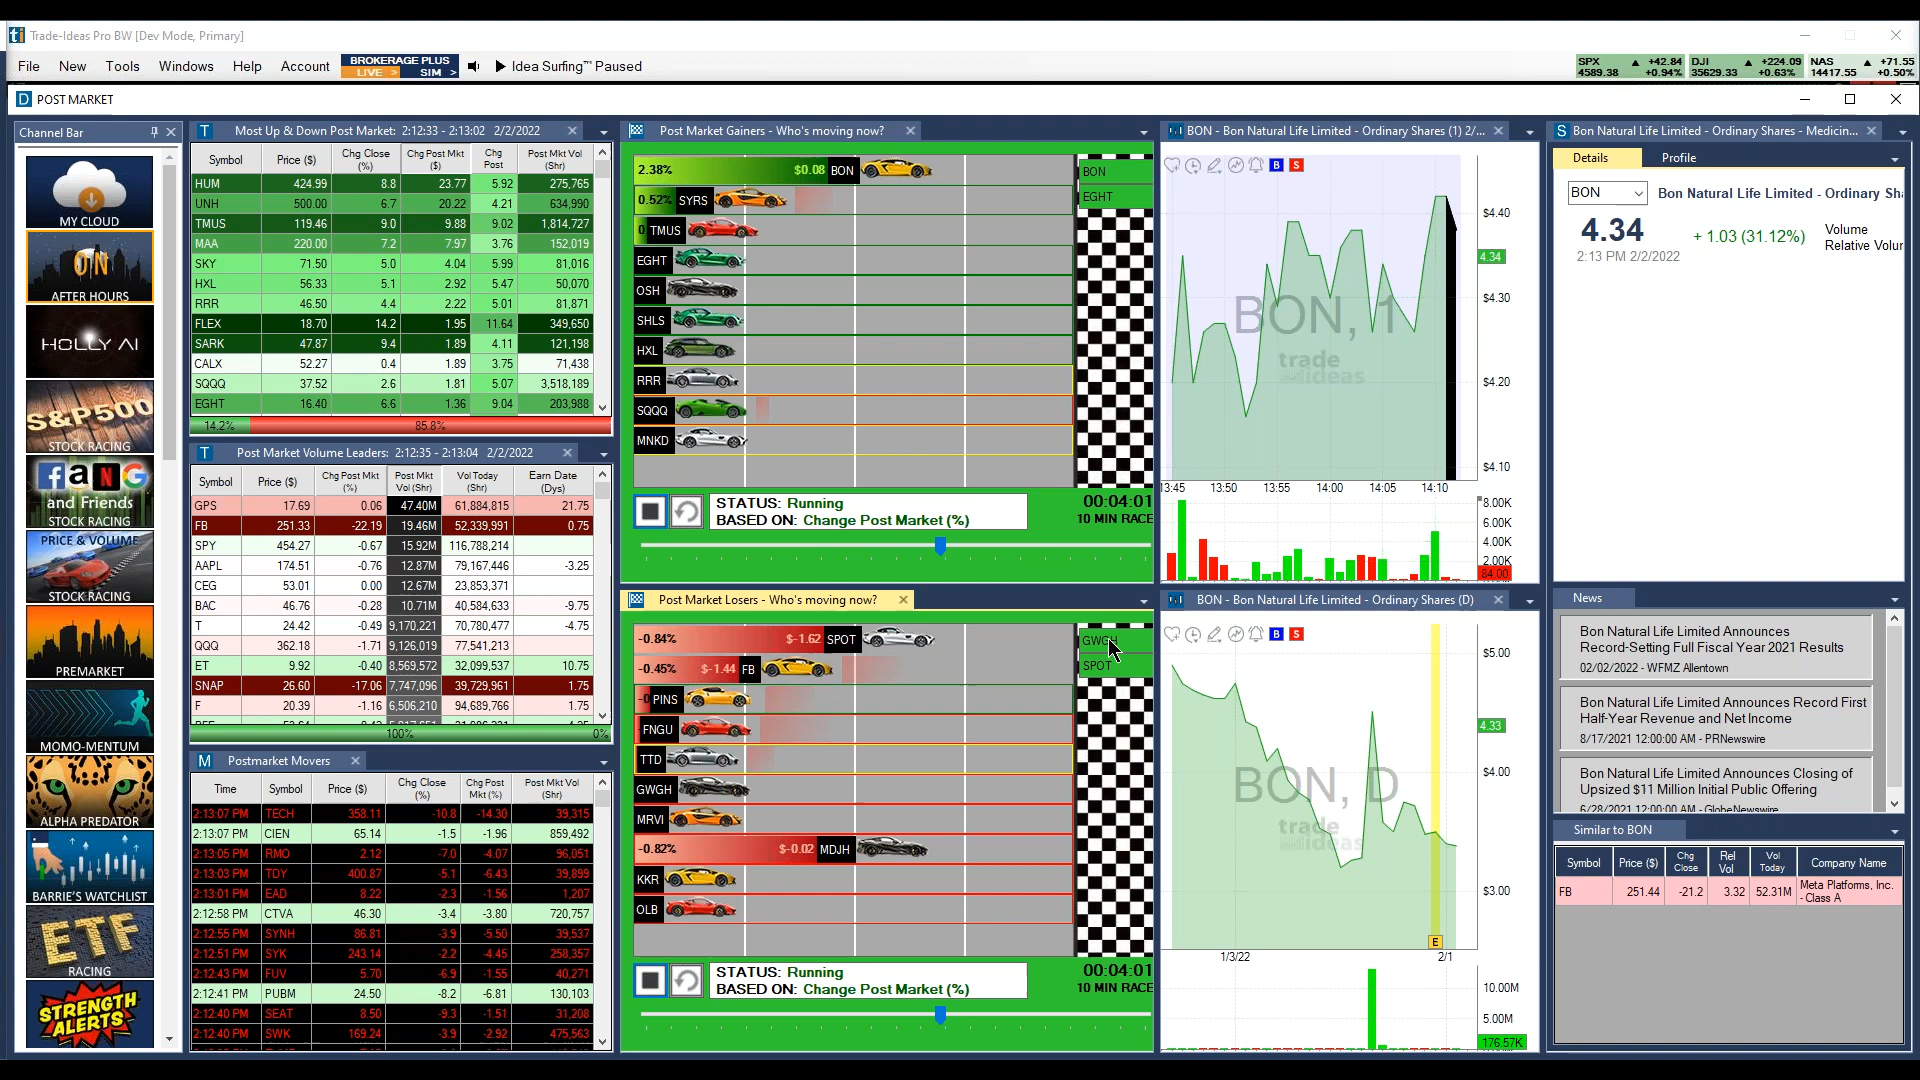 Trade-Ideas Pro BW [Dev Mode, Primary]
File New Tools Windows Help Account BROKERAGE PLUS LIVE > SIM > Idea Surfing™ Paused
SPX +42.84 DJI +224.09 NAS +71.55
4589.38 +0.94% 35629.33 +0.63% 14417.55 +0.50%
POST MARKET
Channel Bar
MY CLOUD
ON
AFTER HOURS
HOLLY AI
S&P500
STOCK RACING
f a N G
and Friends
STOCK RACING
PRICE & VOLUME
STOCK RACING
PREMARKET
MOMO-MENTUM
ALPHA PREDATOR
BARRIE'S WATCHLIST
ETF
RACING
STRENGTH
ALERTS
Most Up & Down Post Market: 2:12:33 - 2:13:02 2/2/2022
Symbol Price ($) Chg Close (%) Chg Post Mkt ($) Chg Post Post Mkt Vol (Shr)
HUM 424.99 8.8 23.77 5.92 275,765
UNH 500.00 6.7 20.22 4.21 634,990
TMUS 119.46 9.0 9.88 9.02 1,814,727
MAA 220.00 7.2 7.97 3.76 152,019
SKY 71.50 5.0 4.04 5.99 81,016
HXL 56.33 5.1 2.92 5.47 50,070
RRR 46.50 4.4 2.22 5.01 81,871
FLEX 18.70 14.2 1.95 11.64 349,650
SARK 47.87 9.4 1.89 4.11 121,198
CALX 52.27 0.4 1.89 3.75 71,438
SQQQ 37.52 2.6 1.81 5.07 3,518,189
EGHT 16.40 6.6 1.36 9.04 203,988
14.2% 85.8%
Post Market Volume Leaders: 2:12:35 - 2:13:04 2/2/2022
Symbol Price ($) Chg Post Mkt (%) Post Mkt Vol (Shr) Vol Today (Shr) Earn Date (Dys)
GPS 17.69 0.06 47.40M 61,884,815 21.75
FB 251.33 -22.19 19.46M 52,339,991 0.75
SPY 454.27 -0.67 15.92M 116,788,214
AAPL 174.51 -0.76 12.87M 79,167,446 -3.25
CEG 53.01 0.00 12.67M 23,853,371
BAC 46.76 -0.28 10.71M 40,584,633 -9.75
T 24.42 -0.49 9,170,221 70,780,477 -4.75
QQQ 362.18 -1.71 9,126,019 77,541,213
ET 9.92 -0.40 8,569,572 32,099,537 10.75
SNAP 26.60 -17.06 7,747,096 39,729,961 1.75
F 20.39 -1.16 6,506,210 94,689,766 1.75
100% 0%
Postmarket Movers
Time Symbol Price ($) Chg Close (%) Chg Post Mkt (%) Post Mkt Vol (Shr)
2:13:07 PM TECH 358.11 -10.8 -14.30 39,315
2:13:07 PM CIEN 65.14 -1.5 -1.96 859,492
2:13:05 PM RMO 2.12 -7.0 -4.07 96,051
2:13:03 PM TDY 400.87 -5.1 -6.43 39,899
2:13:01 PM EAD 8.22 -2.3 -1.56 1,207
2:12:58 PM CTVA 46.30 -3.4 -3.80 720,757
2:12:55 PM SYNH 86.81 -3.9 -5.50 39,537
2:12:51 PM SYK 243.14 -2.2 -4.45 258,357
2:12:43 PM FUV 5.70 -6.9 -1.55 40,271
2:12:41 PM PUBM 24.50 -8.2 -6.81 130,103
2:12:40 PM SEAT 8.50 -9.3 -1.51 31,208
2:12:40 PM SWK 169.24 -3.9 -2.92 475,563
Post Market Gainers - Who's moving now?
2.38% $0.08 BON BON
0.52% SYRS EGHT
TMUS
EGHT
OSH
SHLS
HXL
RRR
SQQQ
MNKD
STATUS: Running 00:04:01
BASED ON: Change Post Market (%) 10 MIN RACE
Post Market Losers - Who's moving now?
-0.84% $-1.62 SPOT GWGH
-0.45% $-1.44 FB SPOT
PINS
FNGU
TTD
GWGH
MRVI
-0.82% $-0.02 MDJH
KKR
OLB
STATUS: Running 00:04:01
BASED ON: Change Post Market (%) 10 MIN RACE
BON - Bon Natural Life Limited - Ordinary Shares (1) 2/...
B S
BON, 1
trade
ideas
$4.40
4.34
$4.30
$4.20
$4.10
13:45 13:50 13:55 14:00 14:05 14:10
8.00K
6.00K
4.00K
2.00K
84.00
BON - Bon Natural Life Limited - Ordinary Shares (D)
B S
BON, D
trade
ideas
$5.00
4.33
$4.00
$3.00
E
1/3/22 2/1
10.00M
5.00M
176.57K
Bon Natural Life Limited - Ordinary Shares - Medicin...
Details Profile
BON Bon Natural Life Limited - Ordinary Sh
4.34 + 1.03 (31.12%) Volume
2:13 PM 2/2/2022 Relative Volu
News
Bon Natural Life Limited Announces
Record-Setting Full Fiscal Year 2021 Results
02/02/2022 - WFMZ Allentown
Bon Natural Life Limited Announces Record First
Half-Year Revenue and Net Income
8/17/2021 12:00:00 AM - PRNewswire
Bon Natural Life Limited Announces Closing of
Upsized $11 Million Initial Public Offering
6/28/2021 12:00:00 AM - GlobeNewswire
Similar to BON
Symbol Price ($) Chg Close Rel Vol Vol Today Company Name
FB 251.44 -21.2 3.32 52.31M Meta Platforms, Inc. - Class A